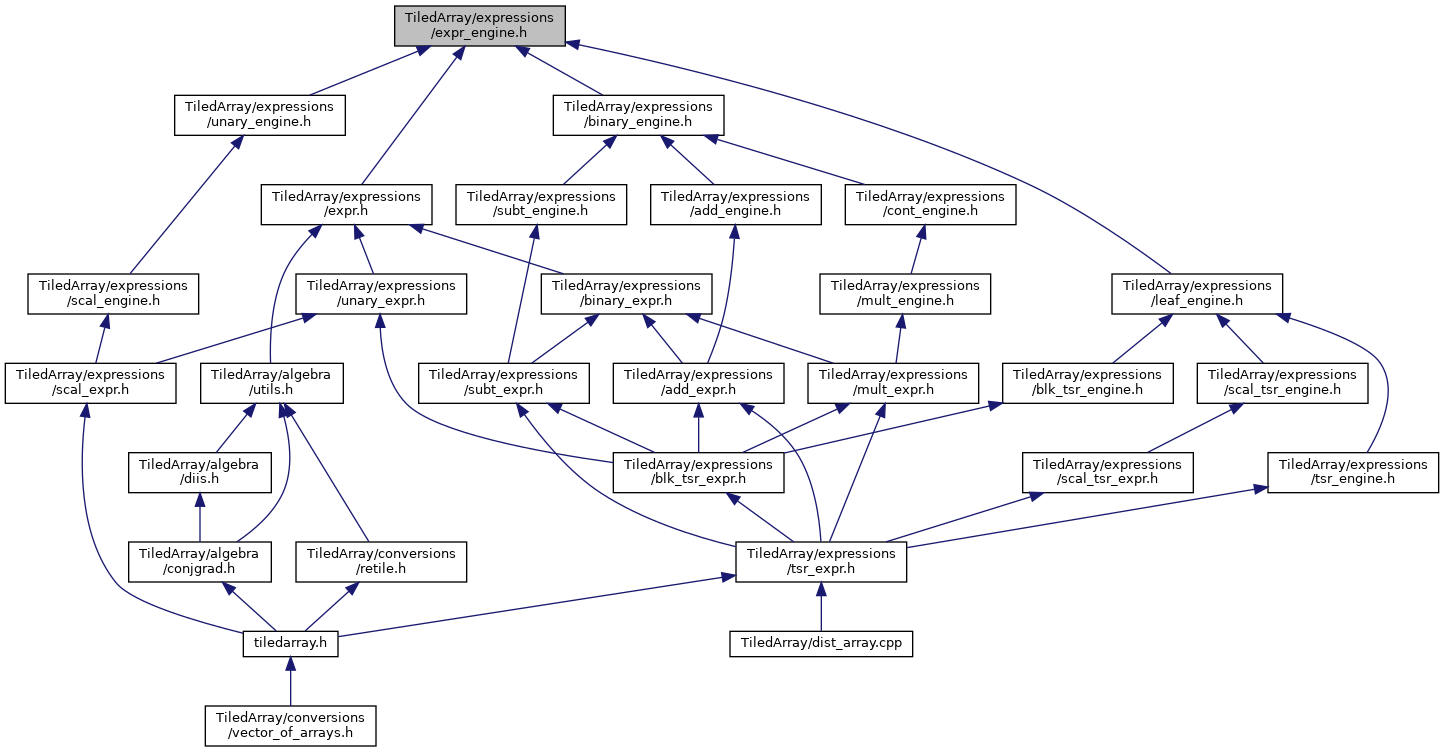 TiledArray/expressions
/expr_engine.h
TiledArray/expressions
/unary_engine.h
TiledArray/expressions
/binary_engine.h
TiledArray/expressions
/expr.h
TiledArray/expressions
/subt_engine.h
TiledArray/expressions
/add_engine.h
TiledArray/expressions
/cont_engine.h
TiledArray/expressions
/scal_engine.h
TiledArray/expressions
/unary_expr.h
TiledArray/expressions
/binary_expr.h
TiledArray/expressions
/mult_engine.h
TiledArray/expressions
/leaf_engine.h
TiledArray/expressions
/scal_expr.h
TiledArray/algebra
/utils.h
TiledArray/expressions
/subt_expr.h
TiledArray/expressions
/add_expr.h
TiledArray/expressions
/mult_expr.h
TiledArray/expressions
/blk_tsr_engine.h
TiledArray/expressions
/scal_tsr_engine.h
TiledArray/algebra
/diis.h
TiledArray/expressions
/blk_tsr_expr.h
TiledArray/expressions
/scal_tsr_expr.h
TiledArray/expressions
/tsr_engine.h
TiledArray/algebra
/conjgrad.h
TiledArray/conversions
/retile.h
TiledArray/expressions
/tsr_expr.h
tiledarray.h
TiledArray/dist_array.cpp
TiledArray/conversions
/vector_of_arrays.h